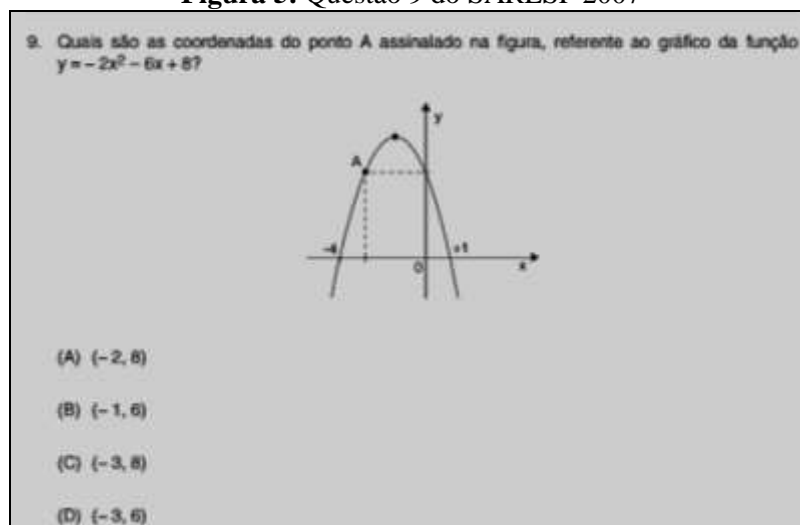 Figura 5: Questão 9 do SARESP 2007
9. Quais são as coordenadas do ponto A assinalado na figura, referente ao gráfico da função
y = – 2x² – 6x + 8?
y
A
–4
+1
0
x
(A) (– 2, 8)
(B) (– 1, 6)
(C) (– 3, 8)
(D) (– 3, 6)